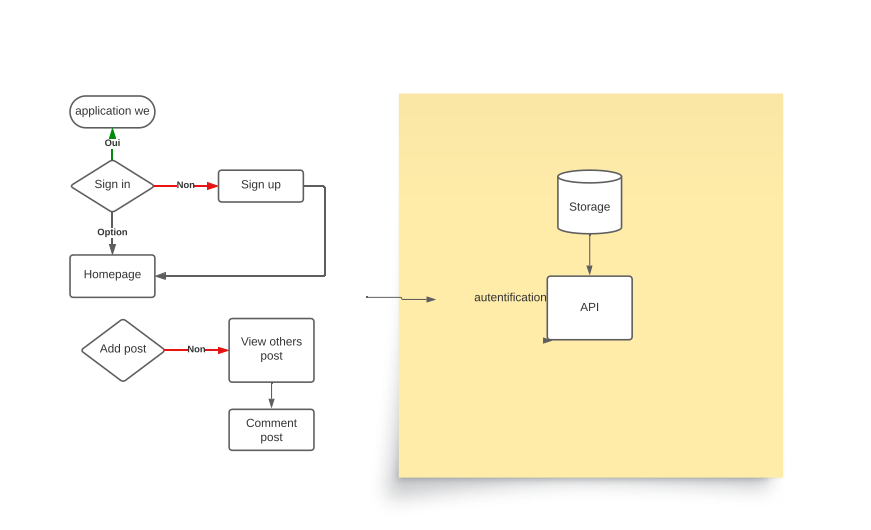 application we
Oui
Sign in
Non
Sign up
Option
Homepage
Add post
Non
View others
post
Comment
post
Storage
autentification
API